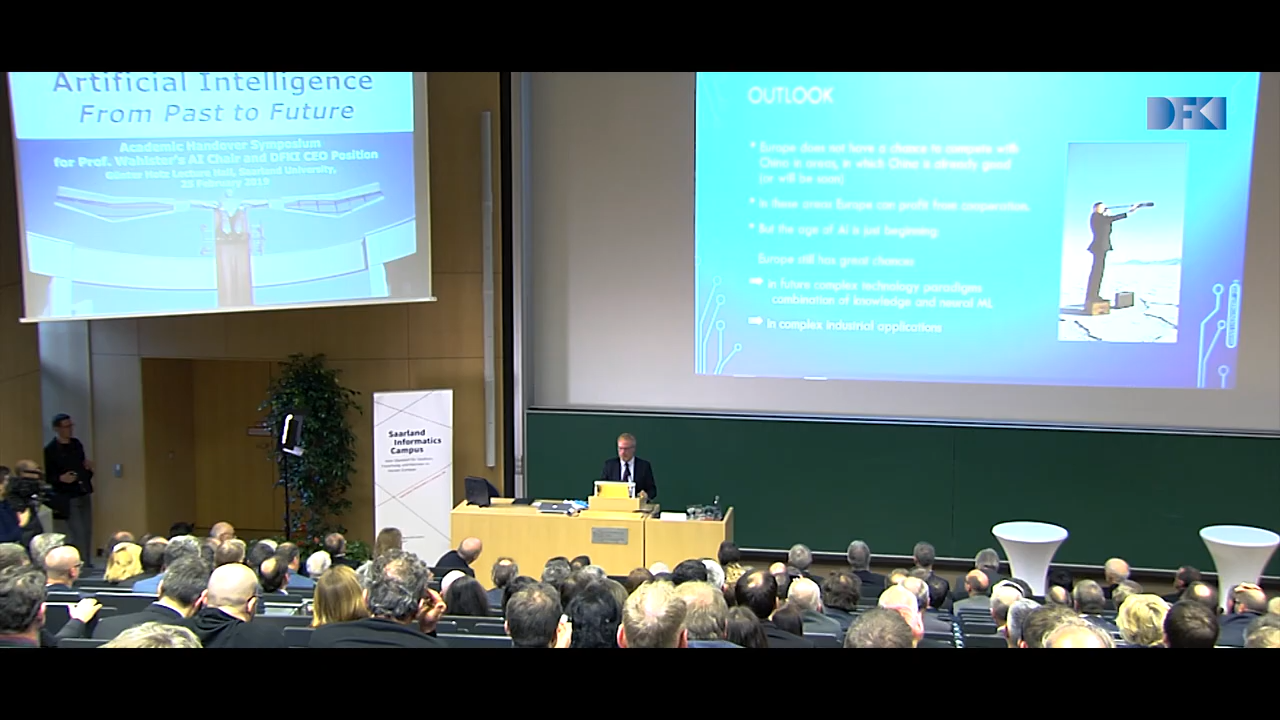 Artificial Intelligence
From Past to Future
Academic Handover Symposium
for Prof. Wahlster's AI Chair and DFKI CEO Position
Günter Hotz Lecture Hall, Saarland University,
25 February 2019
OUTLOOK
DFKI
• Europe does not have a chance to compete with
China in areas, in which China is already good
(or will be soon)
• In these areas Europe can profit from cooperation.
• But the age of AI is just beginning.
Europe still has great chances
➡ In future complex technology paradigms
combination of knowledge and neural ML
➡ In complex industrial applications
Saarland
Informatics
Campus